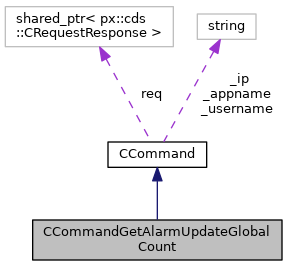 shared_ptr< px::cds
::CRequestResponse >
string
req
_ip
_appname
_username
CCommand
CCommandGetAlarmUpdateGlobal
Count